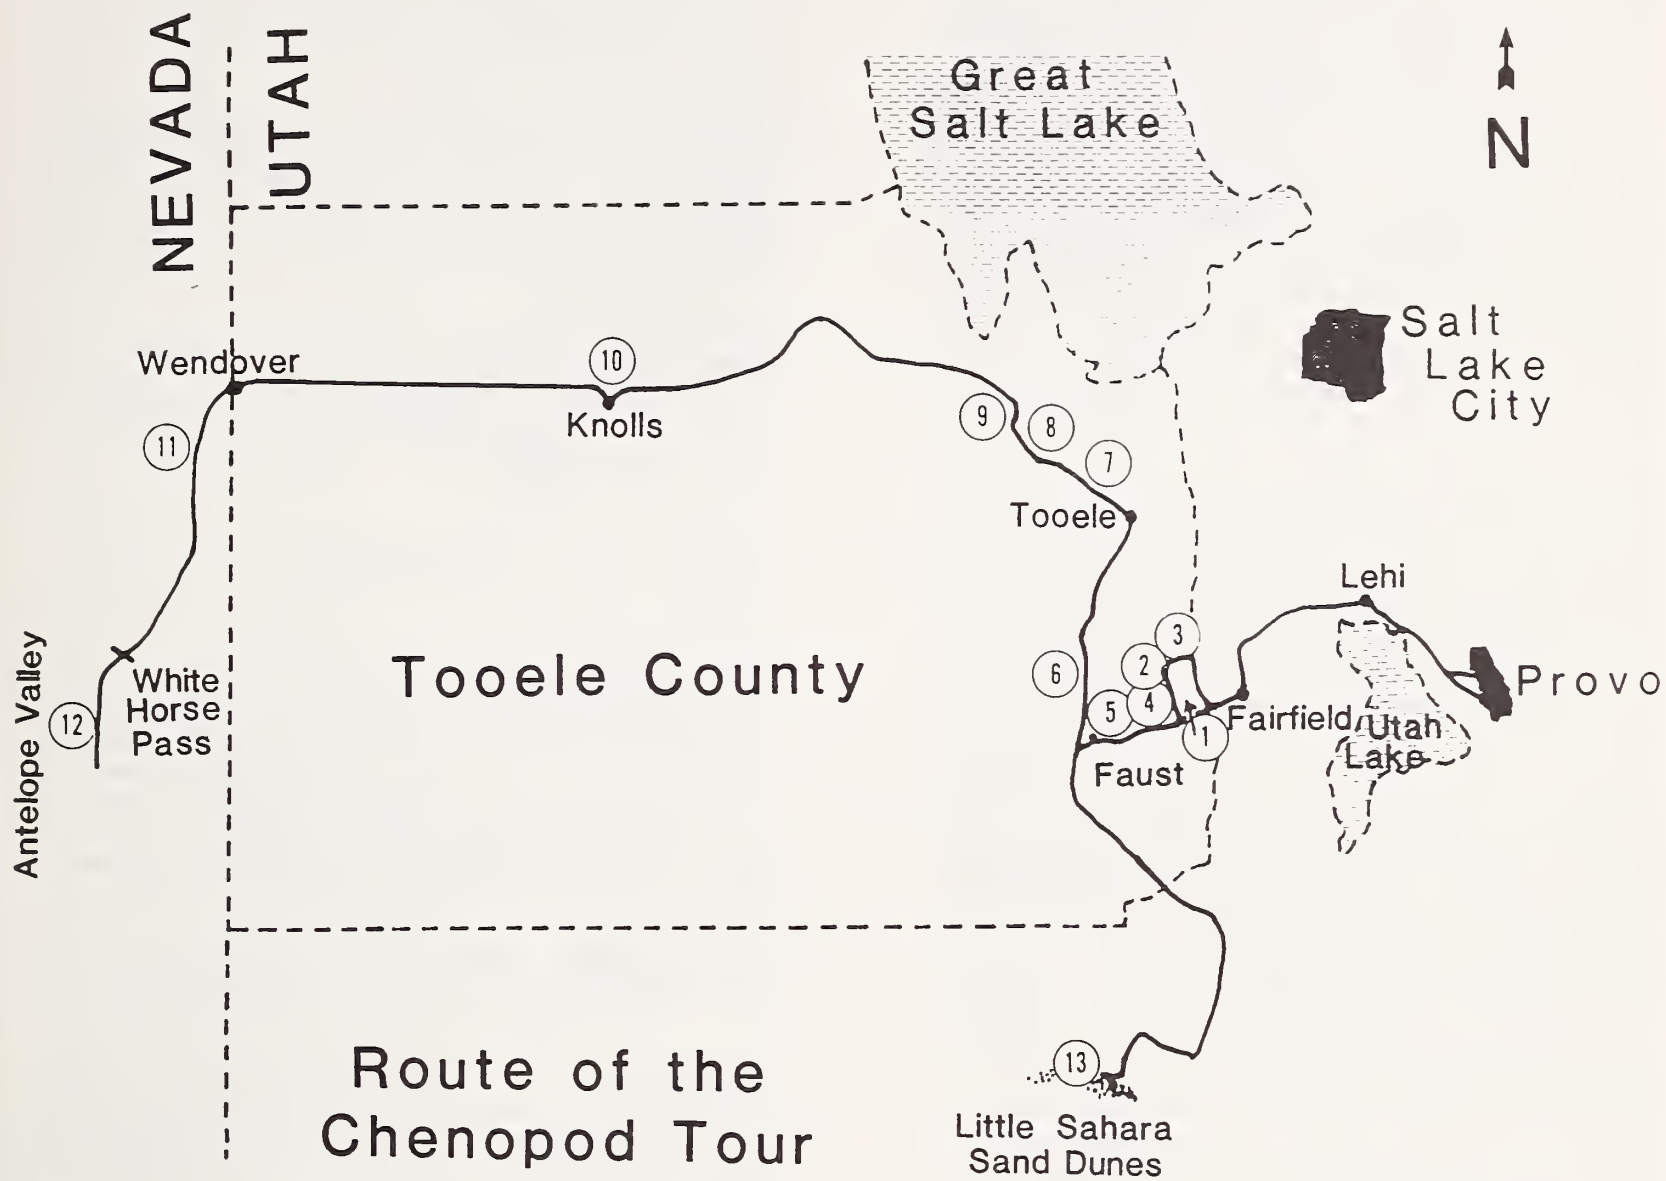 NEVADA
UTAH
Great
Salt Lake
N
Salt
Lake
City
Wendover
10
Knolls
11
9
8
7
Tooele
Lehi
Antelope Valley
White
Horse
Pass
12
Tooele County
6
3
2
4
5
1
Fairfield
Faust
Utah
Lake
Provo
Route of the
Chenopod Tour
13
Little Sahara
Sand Dunes